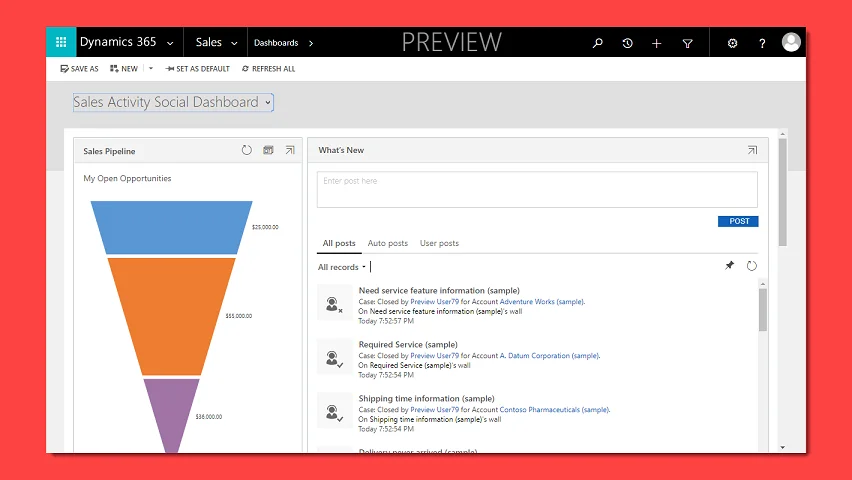 Dynamics 365 Sales Dashboards PREVIEW
SAVE AS NEW SET AS DEFAULT REFRESH ALL
Sales Activity Social Dashboard
Sales Pipeline
My Open Opportunities
$25,000.00
$55,000.00
$36,000.00
What's New
Enter post here
POST
All posts Auto posts User posts
All records
Need service feature information (sample)
Case: Closed by Preview User79 for Account Adventure Works (sample).
On Need service feature information (sample)'s wall
Today 7:52:57 PM
Required Service (sample)
Case: Closed by Preview User79 for Account A. Datum Corporation (sample).
On Required Service (sample)'s wall
Today 7:52:54 PM
Shipping time information (sample)
Case: Closed by Preview User79 for Account Contoso Pharmaceuticals (sample).
On Shipping time information (sample)'s wall
Today 7:52:54 PM
Delivery never arrived (sample)